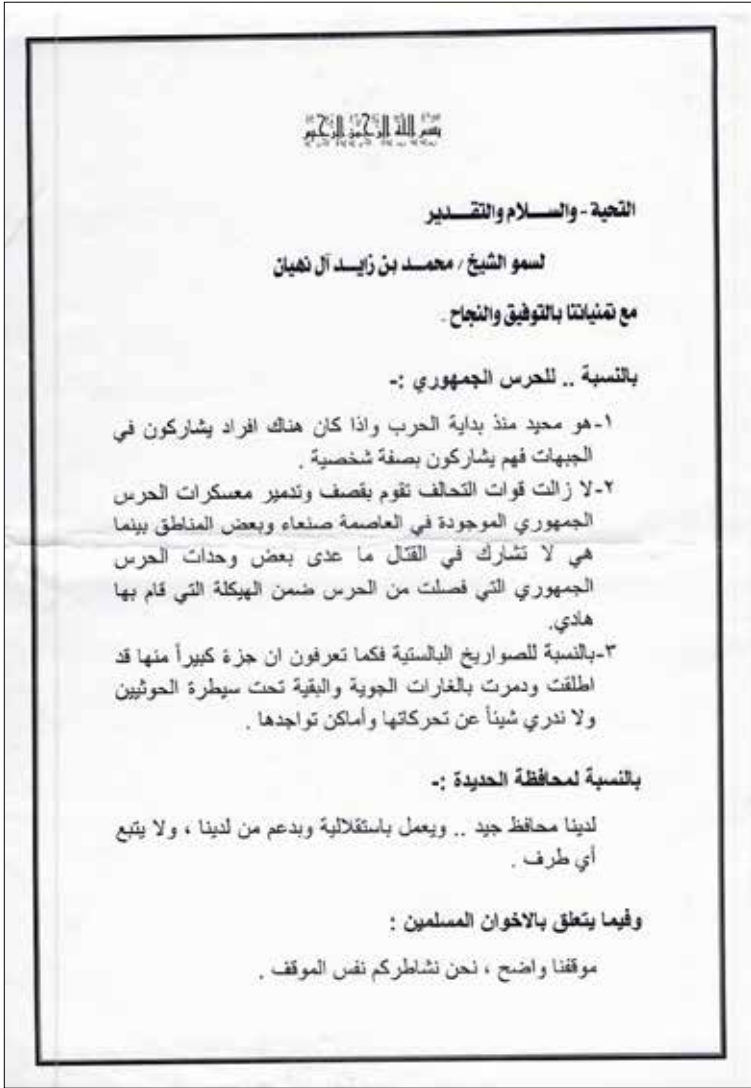 بسم الله الرحمن الرحيم
التحية - والسلام والتقدير
لسمو الشيخ / محمد بن زايد آل نهيان
مع تمنياتنا بالتوفيق والنجاح .
بالنسبة .. للحرس الجمهوري :-
١- هو محيد منذ بداية الحرب واذا كان هناك افراد يشاركون في
الجبهات فهم يشاركون بصفة شخصية .
٢- لا زالت قوات التحالف تقوم بقصف وتدمير معسكرات الحرس
الجمهوري الموجودة في العاصمة صنعاء وبعض المناطق بينما
هي لا تشارك في القتال ما عدى بعض وحدات الحرس
الجمهوري التي فصلت من الحرس ضمن الهيكلة التي قام بها
هادي.
٣- بالنسبة للصواريخ البالستية فكما تعرفون ان جزة كبيراً منها قد
اطلقت ودمرت بالغارات الجوية والبقية تحت سيطرة الحوثيين
ولا ندري شيئاً عن تحركاتها وأماكن تواجدها .
بالنسبة لمحافظة الحديدة :-
لدينا محافظ جيد .. ويعمل باستقلالية وبدعم من لدينا ، ولا يتبع
أي طرف .
وفيما يتعلق بالاخوان المسلمين :
موقفنا واضح ، نحن نشاطركم نفس الموقف .